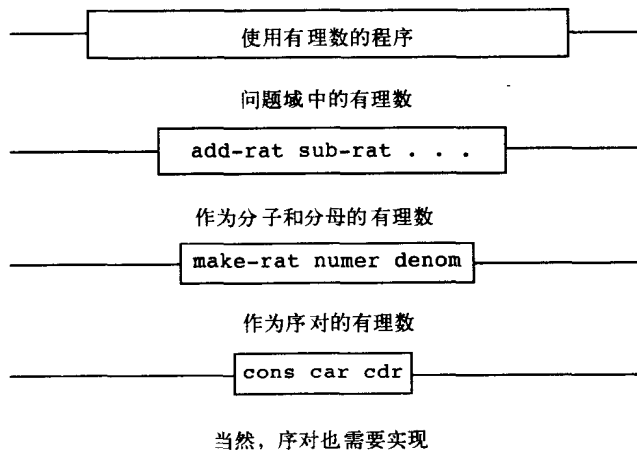 使用有理数的程序
问题域中的有理数
add-rat sub-rat . . .
作为分子和分母的有理数
make-rat numer denom
作为序对的有理数
cons car cdr
当然，序对也需要实现